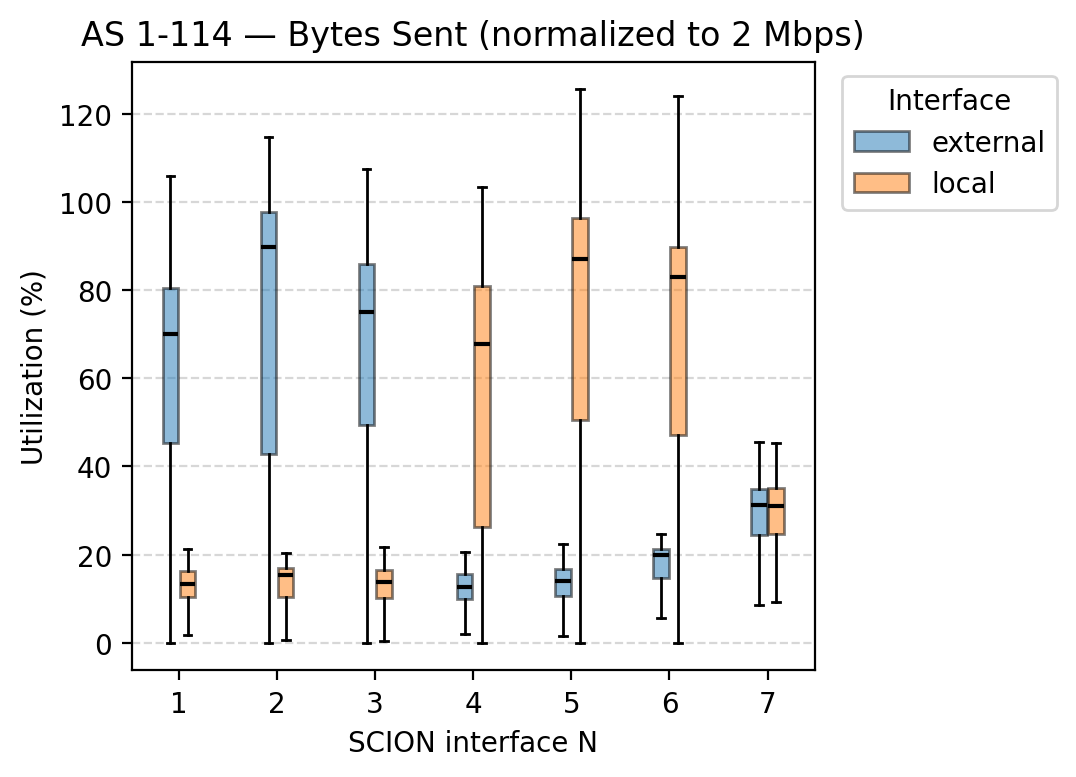 AS 1-114 — Bytes Sent (normalized to 2 Mbps)
Interface
external
local
Utilization (%)
120
100
80
60
40
20
0
1 2 3 4 5 6 7
SCION interface N